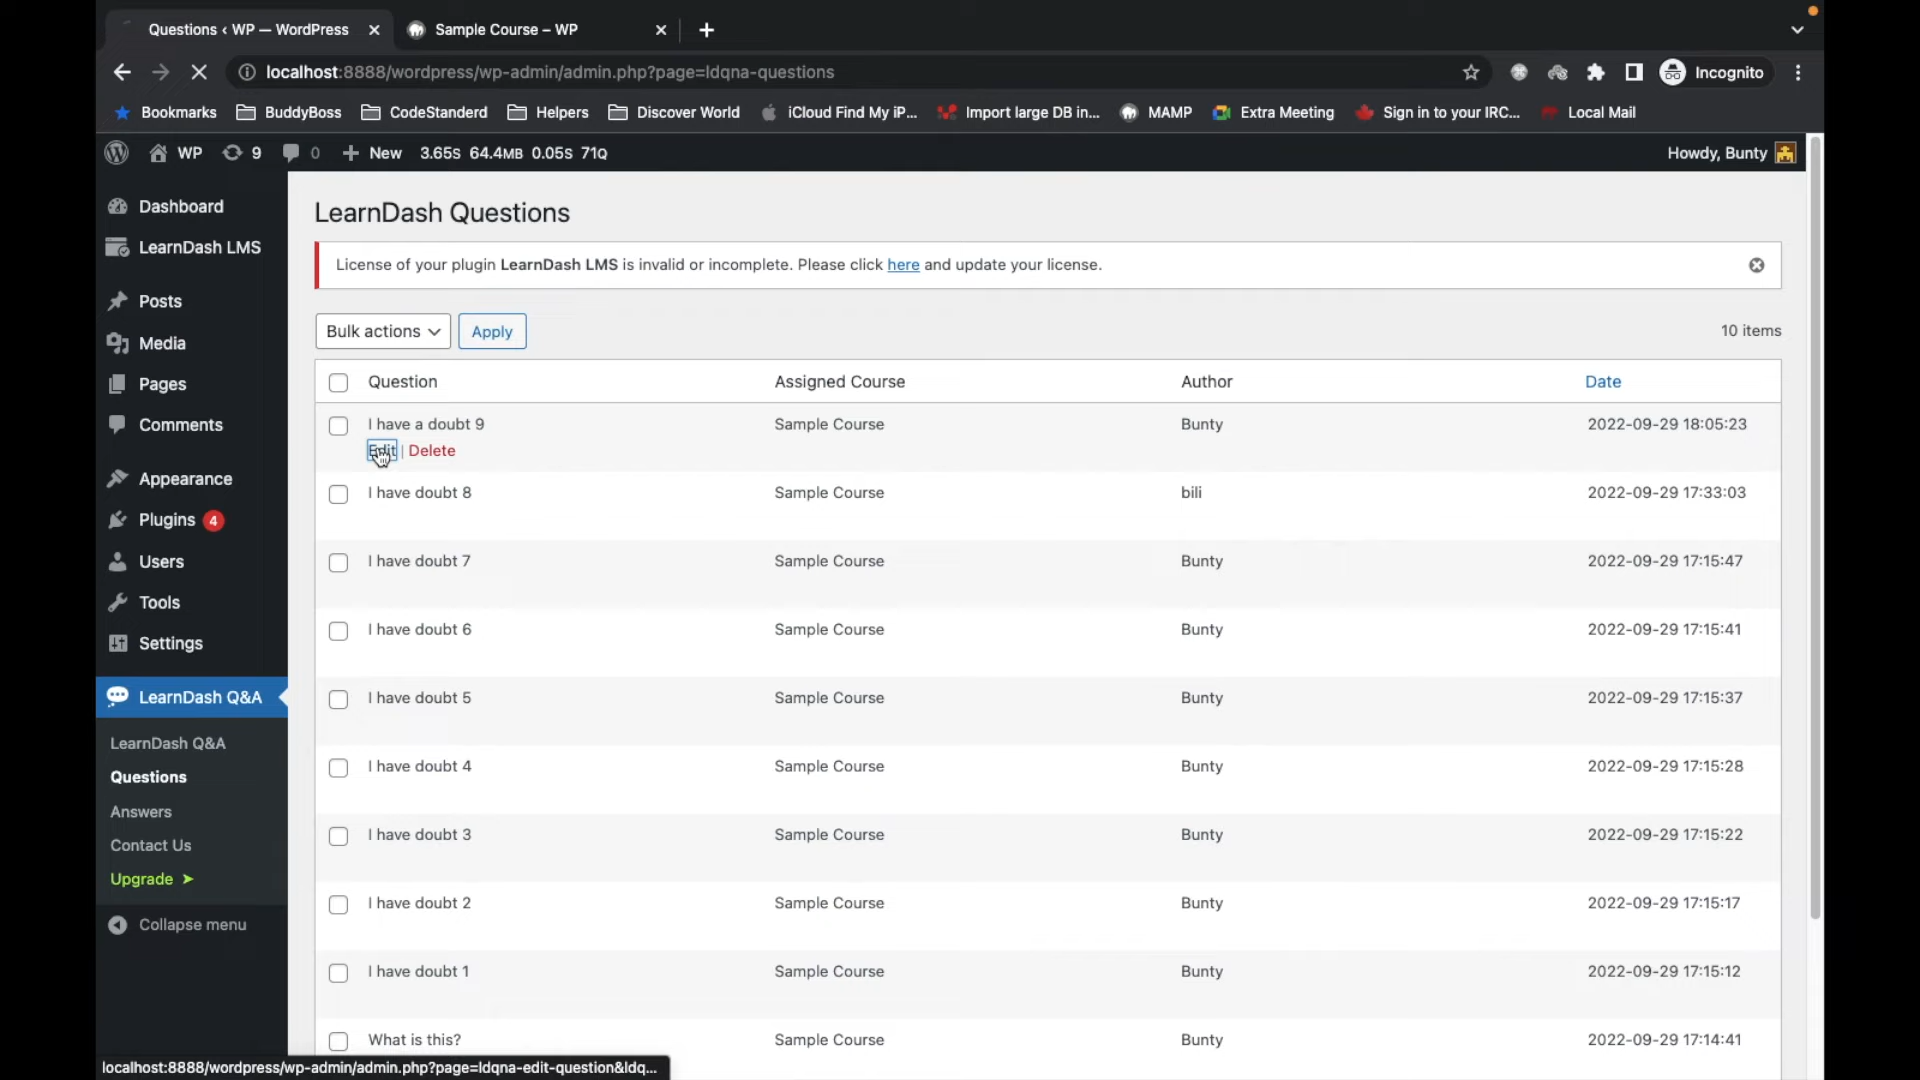 Questions ‹ WP — WordPress
Sample Course – WP
localhost:8888/wordpress/wp-admin/admin.php?page=ldqna-questions
Incognito
Bookmarks BuddyBoss CodeStanderd Helpers Discover World iCloud Find My iP... Import large DB in... MAMP Extra Meeting Sign in to your IRC... Local Mail
WP 9 0 New 3.65S 64.4MB 0.05S 71Q Howdy, Bunty
Dashboard
LearnDash LMS
Posts
Media
Pages
Comments
Appearance
Plugins 4
Users
Tools
Settings
LearnDash Q&A
LearnDash Q&A
Questions
Answers
Contact Us
Upgrade ➤
Collapse menu
LearnDash Questions
License of your plugin LearnDash LMS is invalid or incomplete. Please click here and update your license.
Bulk actions Apply 10 items
Question Assigned Course Author Date
I have a doubt 9 Sample Course Bunty 2022-09-29 18:05:23
Edit | Delete
I have doubt 8 Sample Course bili 2022-09-29 17:33:03
I have doubt 7 Sample Course Bunty 2022-09-29 17:15:47
I have doubt 6 Sample Course Bunty 2022-09-29 17:15:41
I have doubt 5 Sample Course Bunty 2022-09-29 17:15:37
I have doubt 4 Sample Course Bunty 2022-09-29 17:15:28
I have doubt 3 Sample Course Bunty 2022-09-29 17:15:22
I have doubt 2 Sample Course Bunty 2022-09-29 17:15:17
I have doubt 1 Sample Course Bunty 2022-09-29 17:15:12
What is this? Sample Course Bunty 2022-09-29 17:14:41
localhost:8888/wordpress/wp-admin/admin.php?page=ldqna-edit-question&ldq...